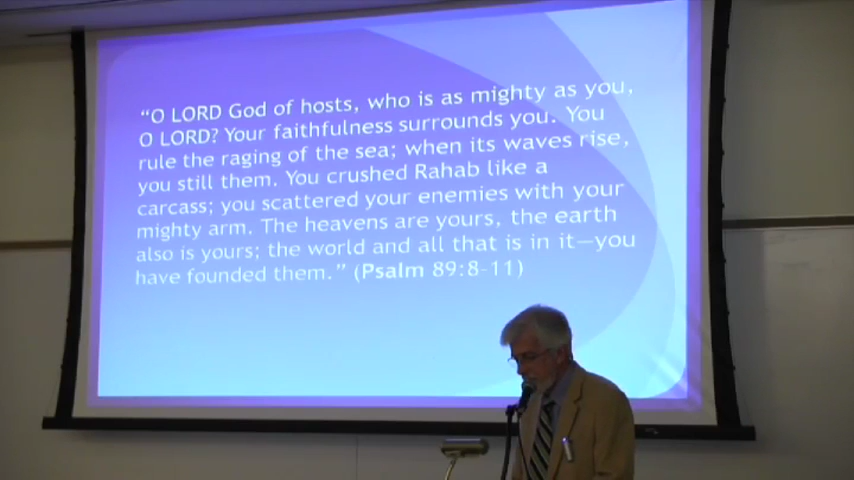 “O LORD God of hosts, who is as mighty as you,
O LORD? Your faithfulness surrounds you. You
rule the raging of the sea; when its waves rise,
you still them. You crushed Rahab like a
carcass; you scattered your enemies with your
mighty arm. The heavens are yours, the earth
also is yours; the world and all that is in it—you
have founded them.” (Psalm 89:8-11)